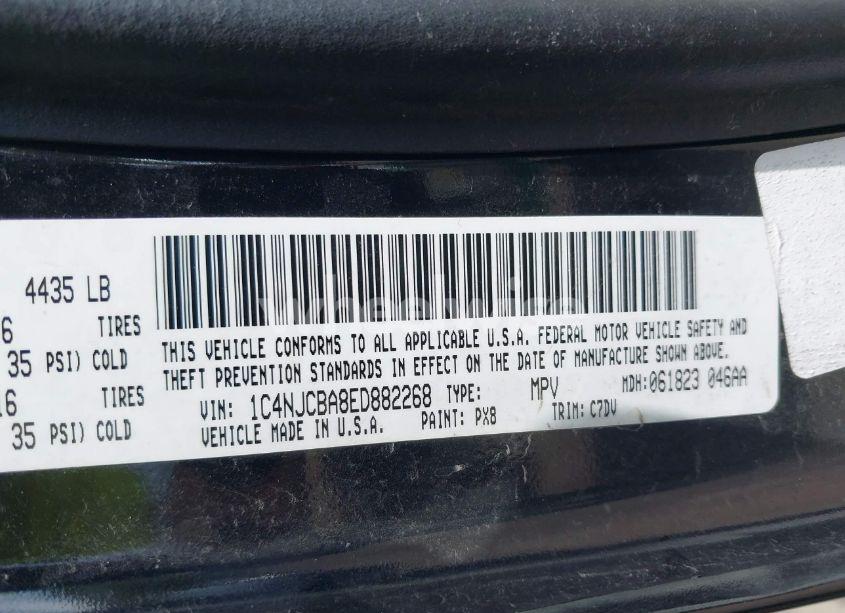 4435 LB
6 TIRES
35 PSI) COLD
16 TIRES
35 PSI) COLD
THIS VEHICLE CONFORMS TO ALL APPLICABLE U.S.A. FEDERAL MOTOR VEHICLE SAFETY AND
THEFT PREVENTION STANDARDS IN EFFECT ON THE DATE OF MANUFACTURE SHOWN ABOVE.
VIN: 1C4NJCBA8ED882268 TYPE: MPV MDH: 061823 046AA
VEHICLE MADE IN U.S.A. PAINT: PX8 TRIM: C7DV